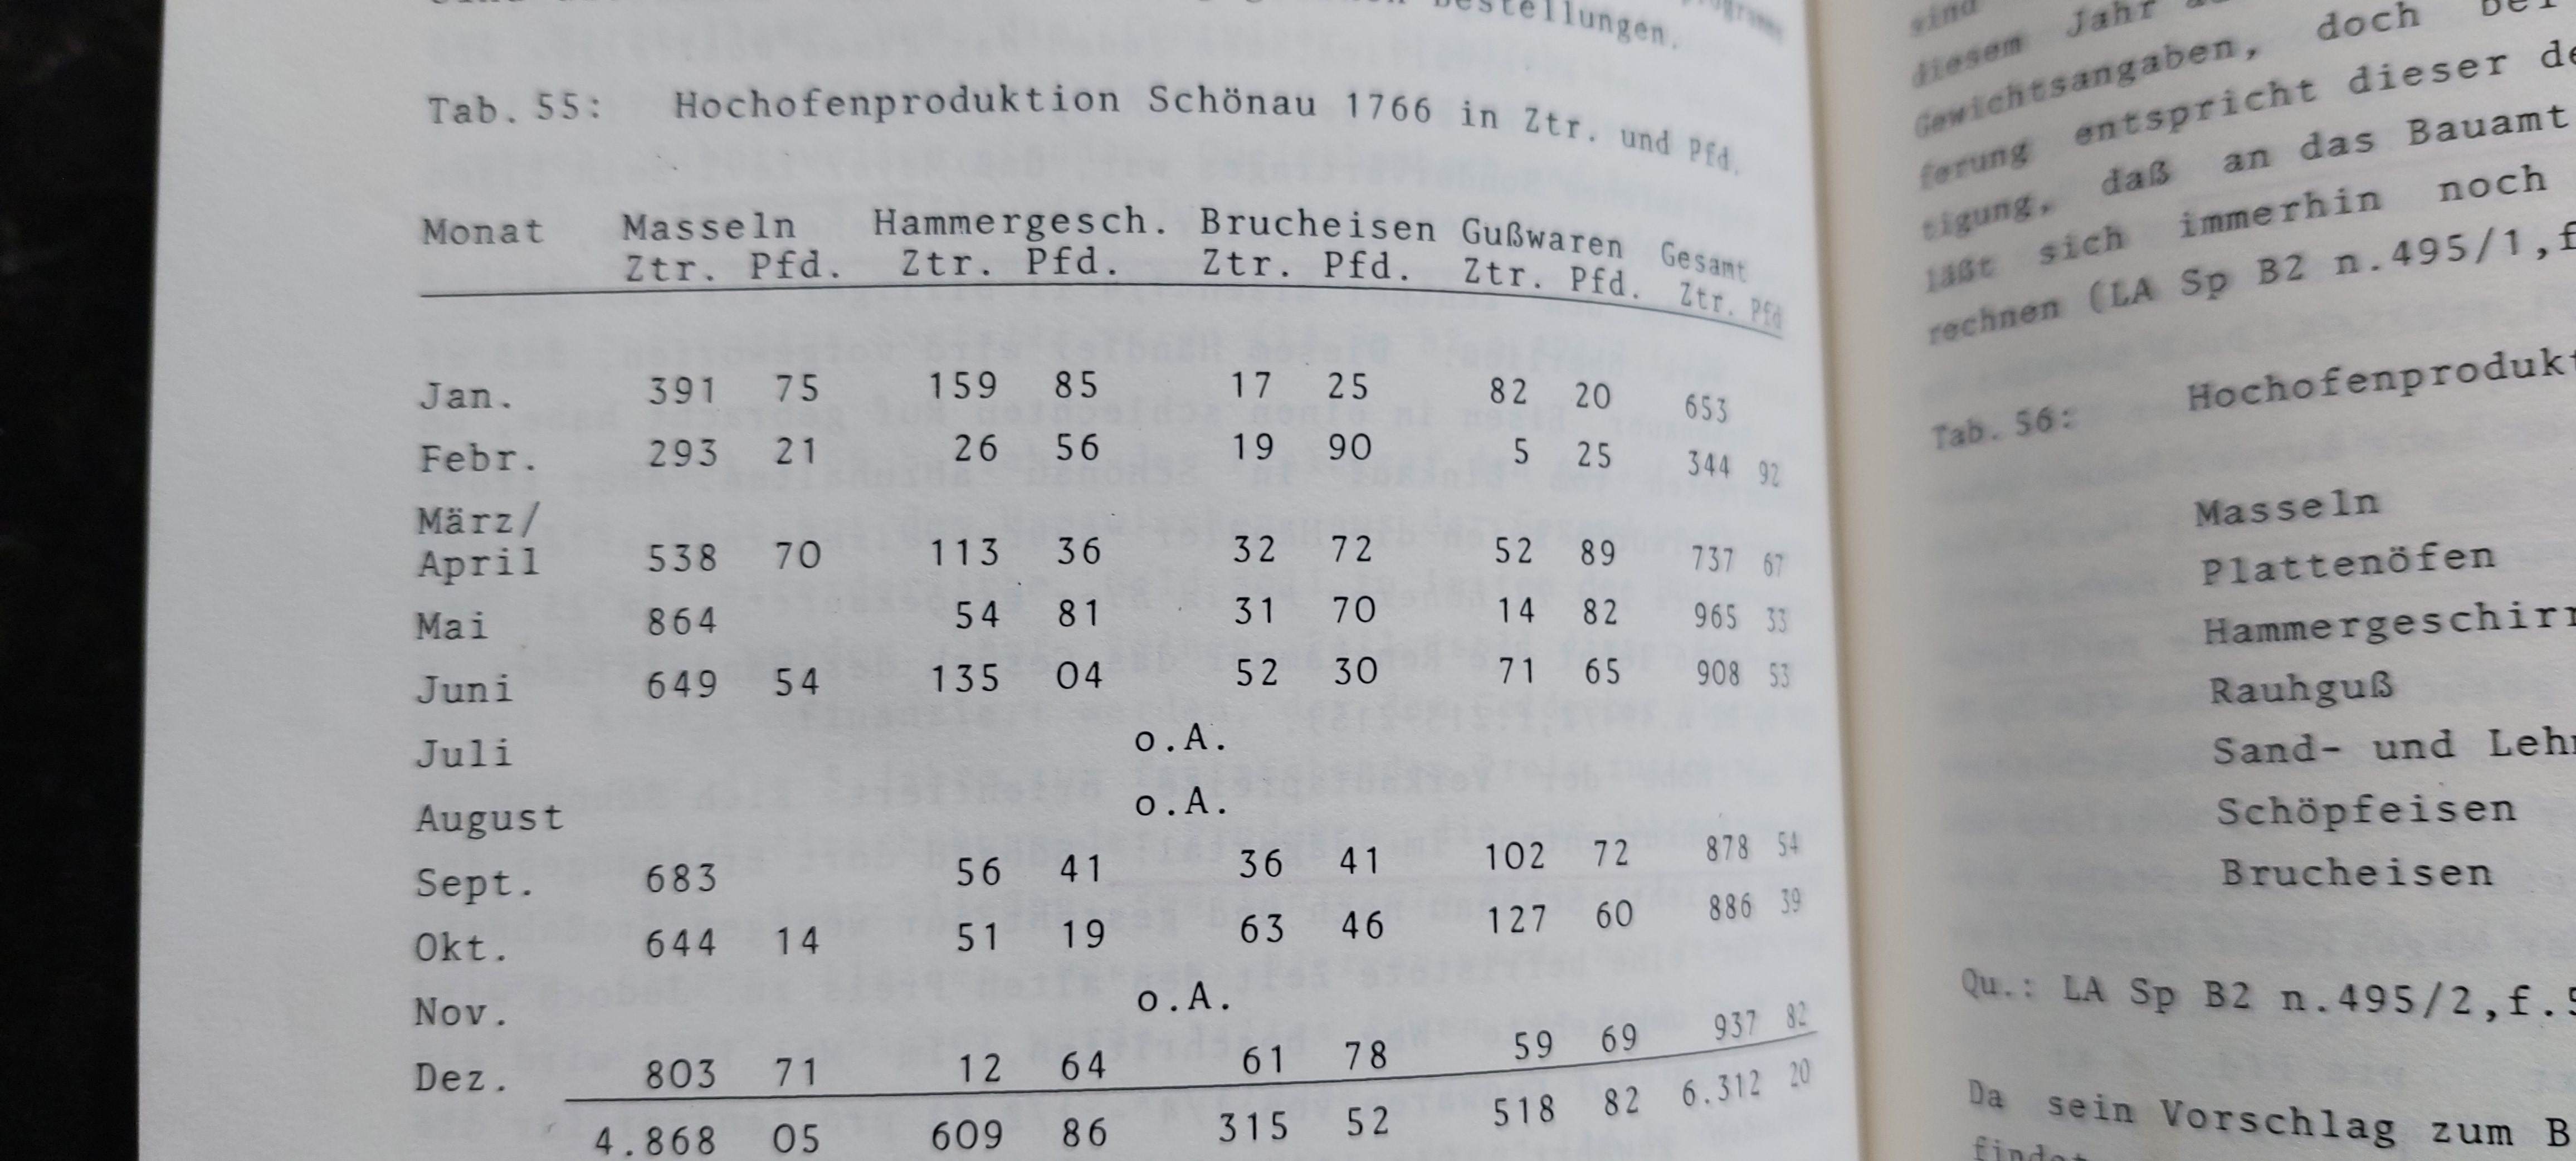 Bestellungen.
Tab. 55: Hochofenproduktion Schönau 1766 in Ztr. und Pfd.
Monat Masseln Hammergesch. Brucheisen Gußwaren Gesamt
Ztr. Pfd. Ztr. Pfd. Ztr. Pfd. Ztr. Pfd. Ztr. Pfd
Jan. 391 75 159 85 17 25 82 20 653
Febr. 293 21 26 56 19 90 5 25 344 92
März/
April 538 70 113 36 32 72 52 89 737 67
Mai 864 54 81 31 70 14 82 965 33
Juni 649 54 135 04 52 30 71 65 908 53
Juli o.A.
August o.A.
Sept. 683 56 41 36 41 102 72 878 54
Okt. 644 14 51 19 63 46 127 60 886 39
Nov. o.A.
Dez. 803 71 12 64 61 78 59 69 937 82
4.868 05 609 86 315 52 518 82 6.312 20
sind
diesem Jahr
Gewichtsangaben, doch
ferung entspricht dieser
tigung, daß an das Bauamt
läßt sich immerhin noch
rechnen (LA Sp B2 n.495/1,f
Tab. 56: Hochofenprodukt
Masseln
Plattenöfen
Hammergeschirr
Rauhguß
Sand- und Leh
Schöpfeisen
Brucheisen
Qu.: LA Sp B2 n.495/2,f.5
Da sein Vorschlag zum B
findet